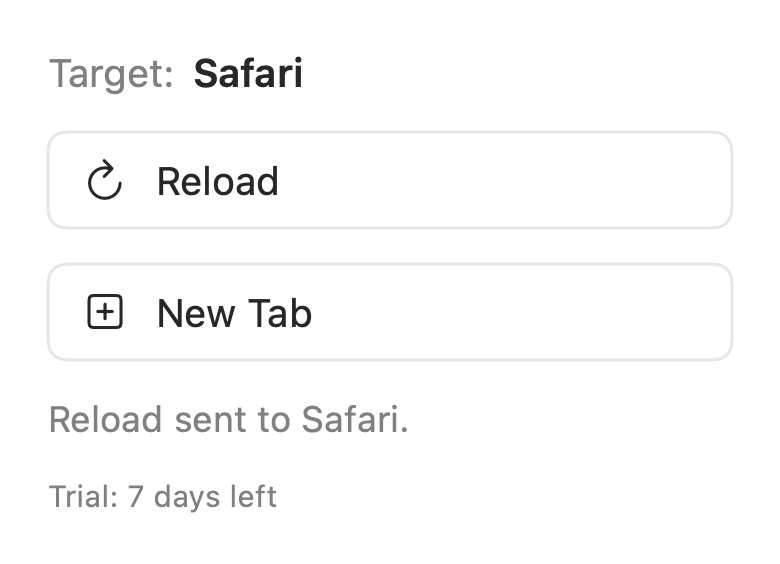 Target: Safari
Reload
New Tab
Reload sent to Safari.
Trial: 7 days left